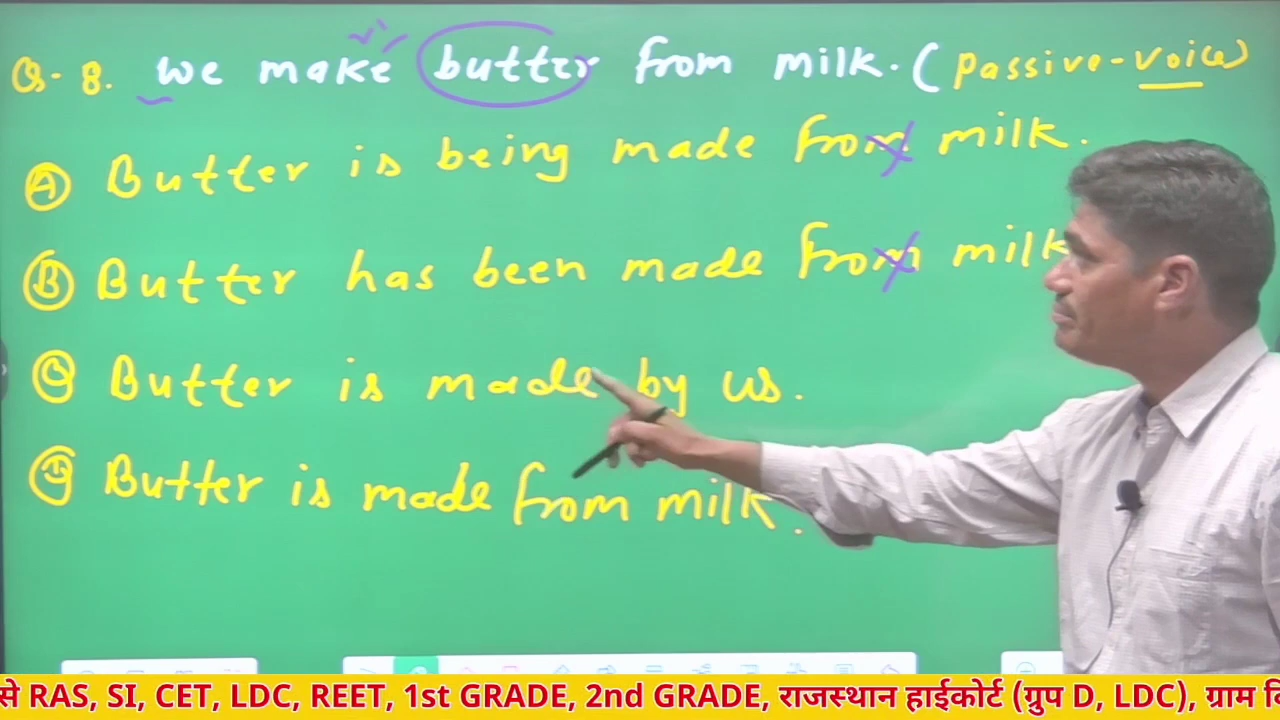 Q-8. we make butter from milk. (passive-voice)
(A) Butter is being made from milk.
(B) Butter has been made from milk
(C) Butter is made by us.
(D) Butter is made from milk.
से RAS, SI, CET, LDC, REET, 1st GRADE, 2nd GRADE, राजस्थान हाईकोर्ट (ग्रुप D, LDC), ग्राम